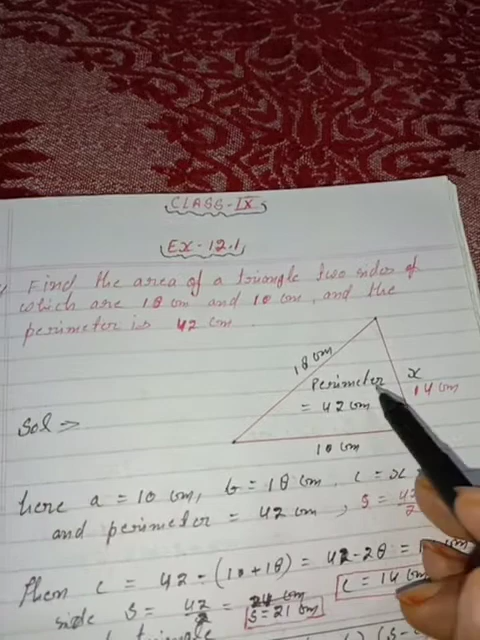 CLASS-IX
EX-12.1
Find the area of a triangle two sides of
which are 18 cm and 10 cm, and the
perimeter is 42 cm.
18 cm
Perimeter
= 42 cm
x
14 cm
10 cm
Sol =>
here a = 10 cm, b = 18 cm, c = x
and perimeter = 42 cm, s = 42/2
Then c = 42 - (10 + 18) = 42 - 28 =
c = 14 cm
side s = 42/2 = s = 21 cm
triangle